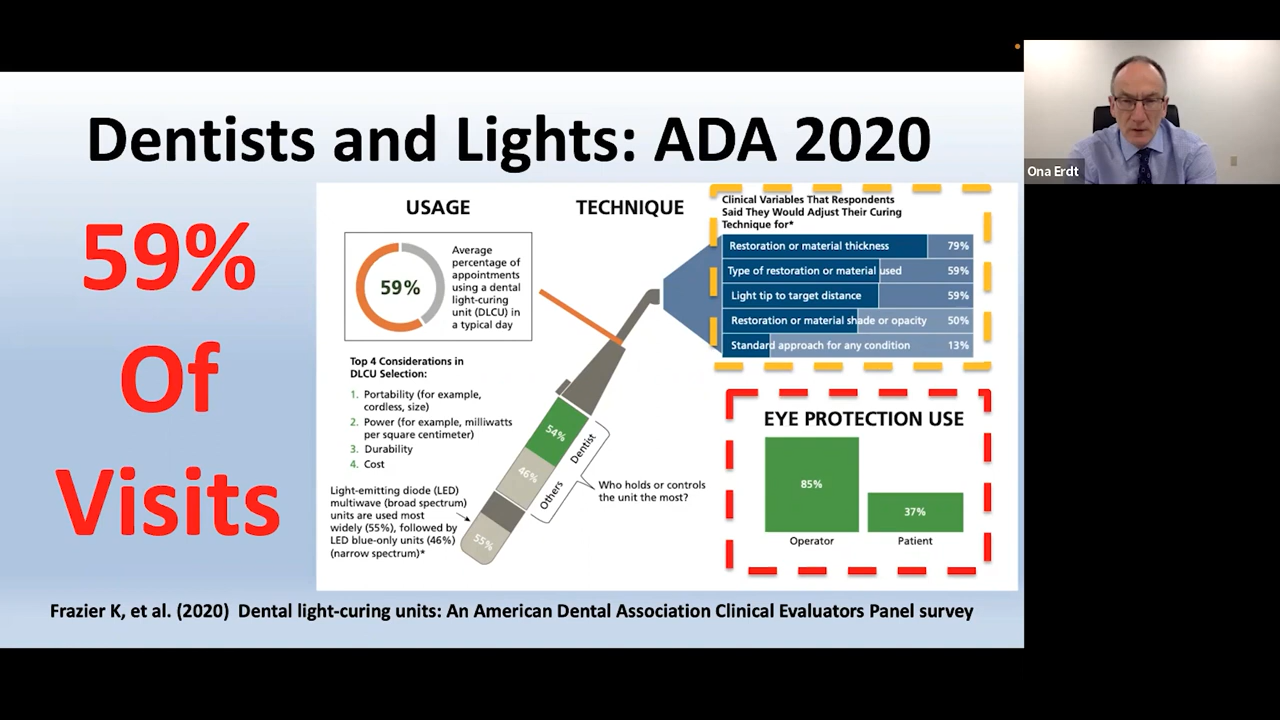 Dentists and Lights: ADA 2020
59%
Of
Visits
USAGE
59%
Average
percentage of
appointments
using a dental
light-curing
unit (DLCU) in
a typical day
Top 4 Considerations in
DLCU Selection:
1. Portability (for example,
cordless, size)
2. Power (for example, milliwatts
per square centimeter)
3. Durability
4. Cost
Light-emitting diode (LED)
multiwave (broad spectrum)
units are used most
widely (55%), followed by
LED blue-only units (46%)
(narrow spectrum)*
TECHNIQUE
54%
46%
55%
Dentist
Others
Who holds or controls
the unit the most?
Clinical Variables That Respondents
Said They Would Adjust Their Curing
Technique for*
Restoration or material thickness 79%
Type of restoration or material used 59%
Light tip to target distance 59%
Restoration or material shade or opacity 50%
Standard approach for any condition 13%
EYE PROTECTION USE
85%
37%
Operator
Patient
Frazier K, et al. (2020) Dental light-curing units: An American Dental Association Clinical Evaluators Panel survey
Ona Erdt